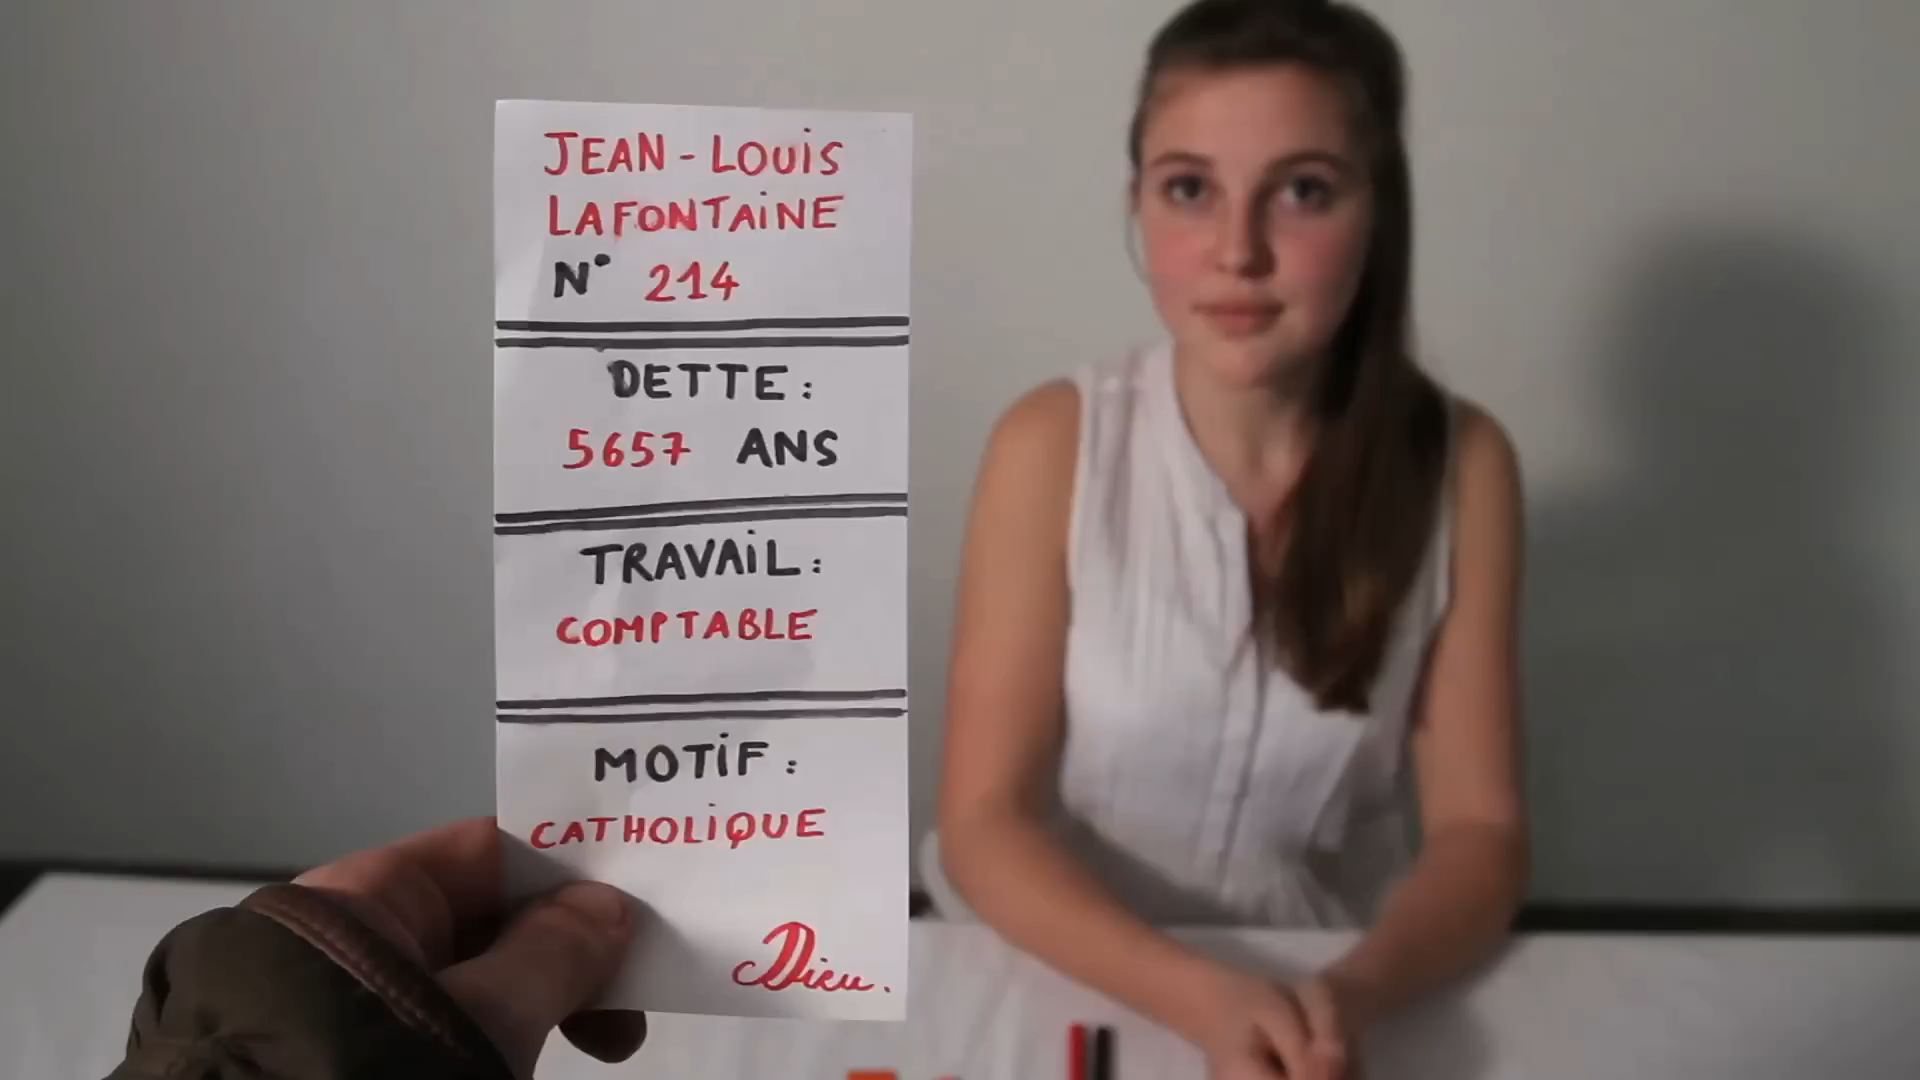 JEAN-LOUiS
LAFONTAiNE
N° 214
DETTE :
5657 ANS
TRAVAiL :
COMPTABLE
MOTiF :
CATHOLiQUE
Dieu.